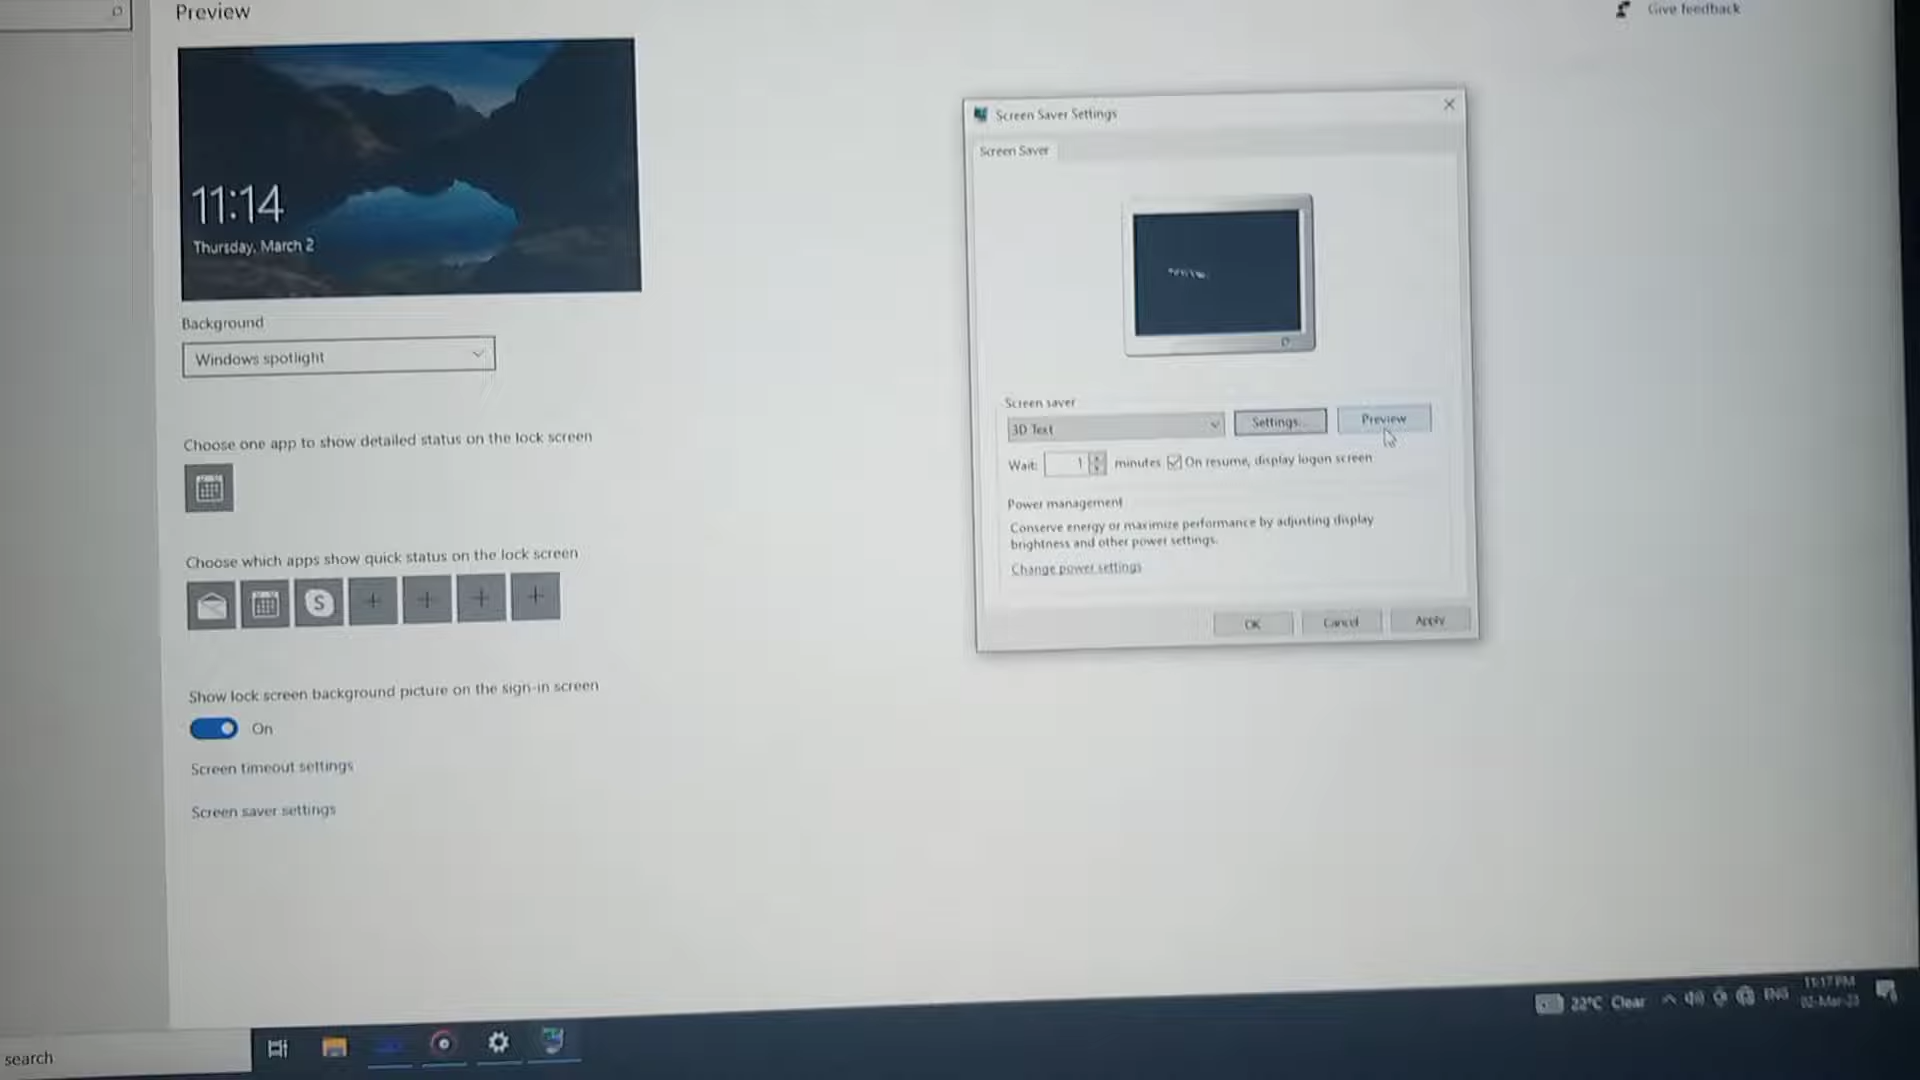 Preview
Give feedback
11:14
Thursday, March 2
Background
Windows spotlight
Choose one app to show detailed status on the lock screen
Choose which apps show quick status on the lock screen
S
Show lock screen background picture on the sign-in screen
On
Screen timeout settings
Screen saver settings
Screen Saver Settings
Screen Saver
Screen saver
3D Text
Settings...
Preview
Wait: 1 minutes On resume, display logon screen
Power management
Conserve energy or maximize performance by adjusting display
brightness and other power settings.
Change power settings
OK Cancel Apply
search
22°C Clear
ENG
11:17 PM
02-Mar-23